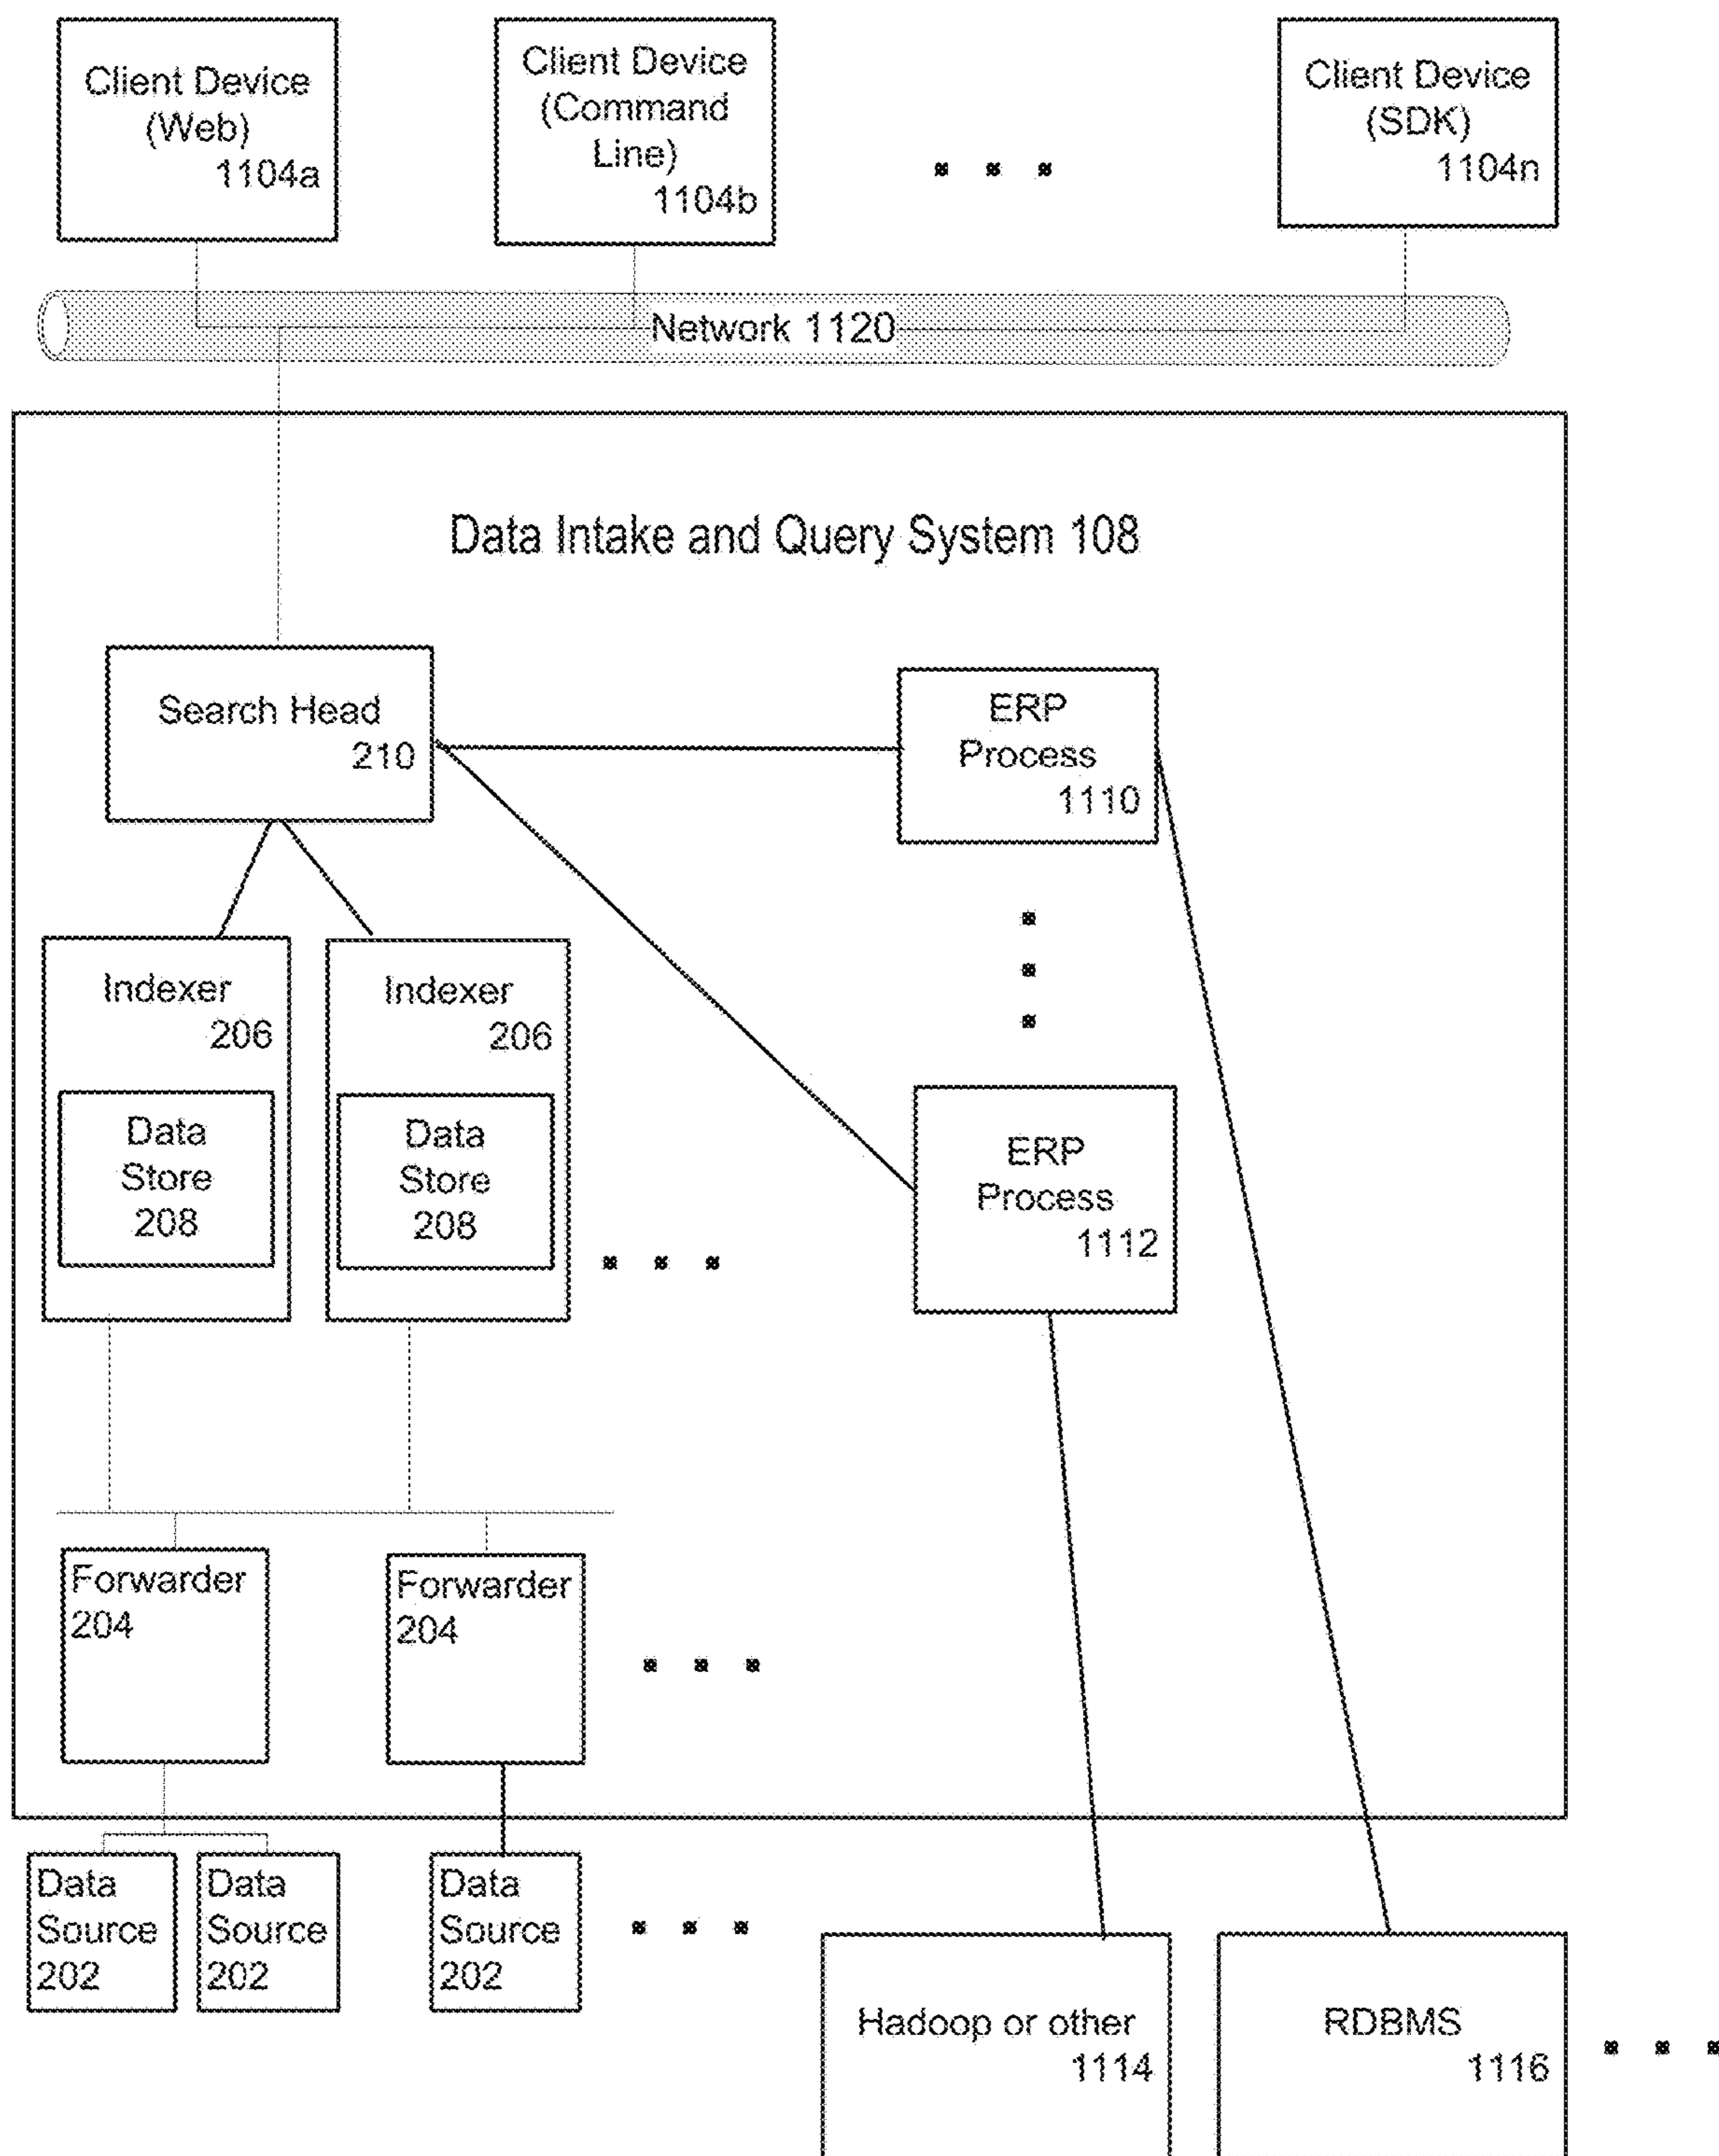 Client Device
(Web)
1104a
Client Device
(Command
Line)
1104b
Client Device
(SDK)
1104n
Network 1120
Data Intake and Query System 108
Search Head
210
ERP
Process
1110
Indexer
206
Data
Store
208
Indexer
206
Data
Store
208
ERP
Process
1112
Forwarder
204
Forwarder
204
Data
Source
202
Data
Source
202
Data
Source
202
Hadoop or other
1114
RDBMS
1116